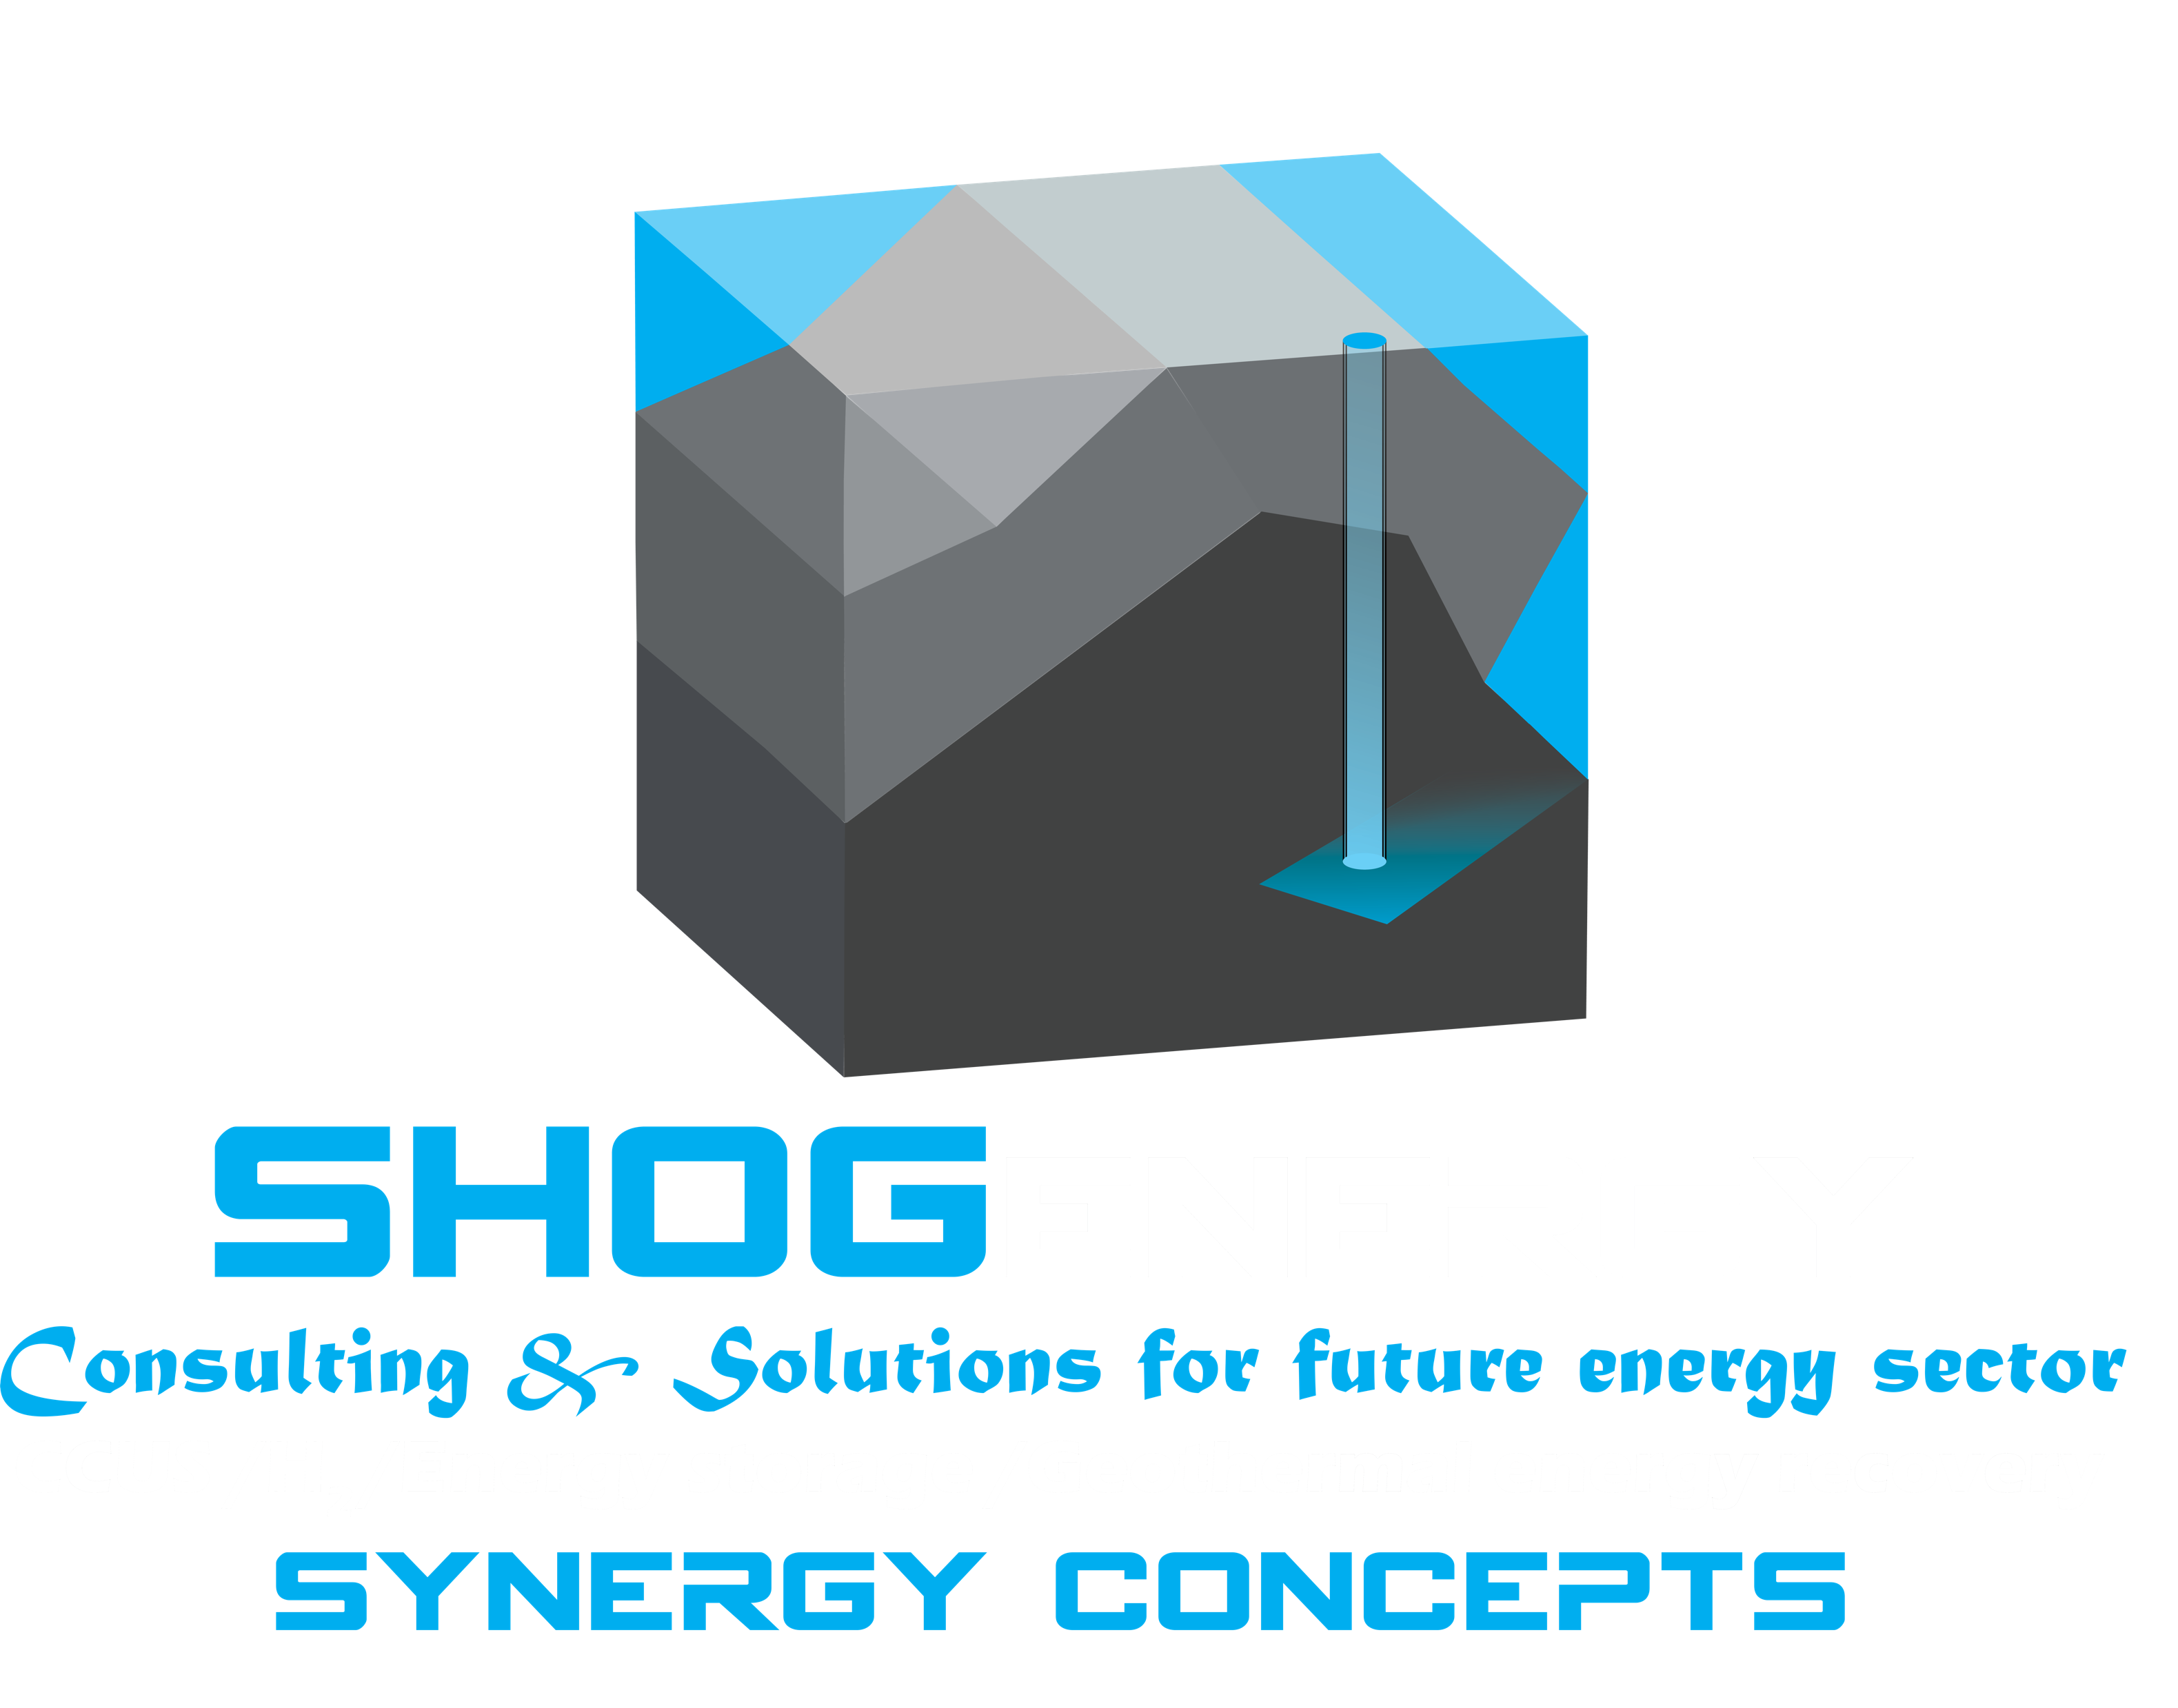 SHOG
Consulting & Solutions for future energy sector
SYNERGY CONCEPTS